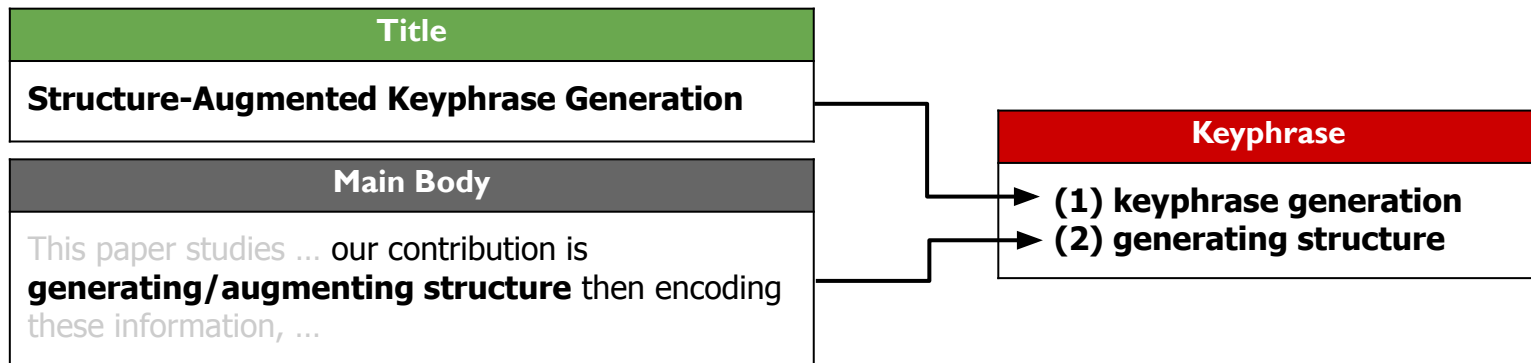 Title
Structure-Augmented Keyphrase Generation
Main Body
This paper studies … our contribution is
generating/augmenting structure then encoding
these information, …
Keyphrase
(1) keyphrase generation
(2) generating structure